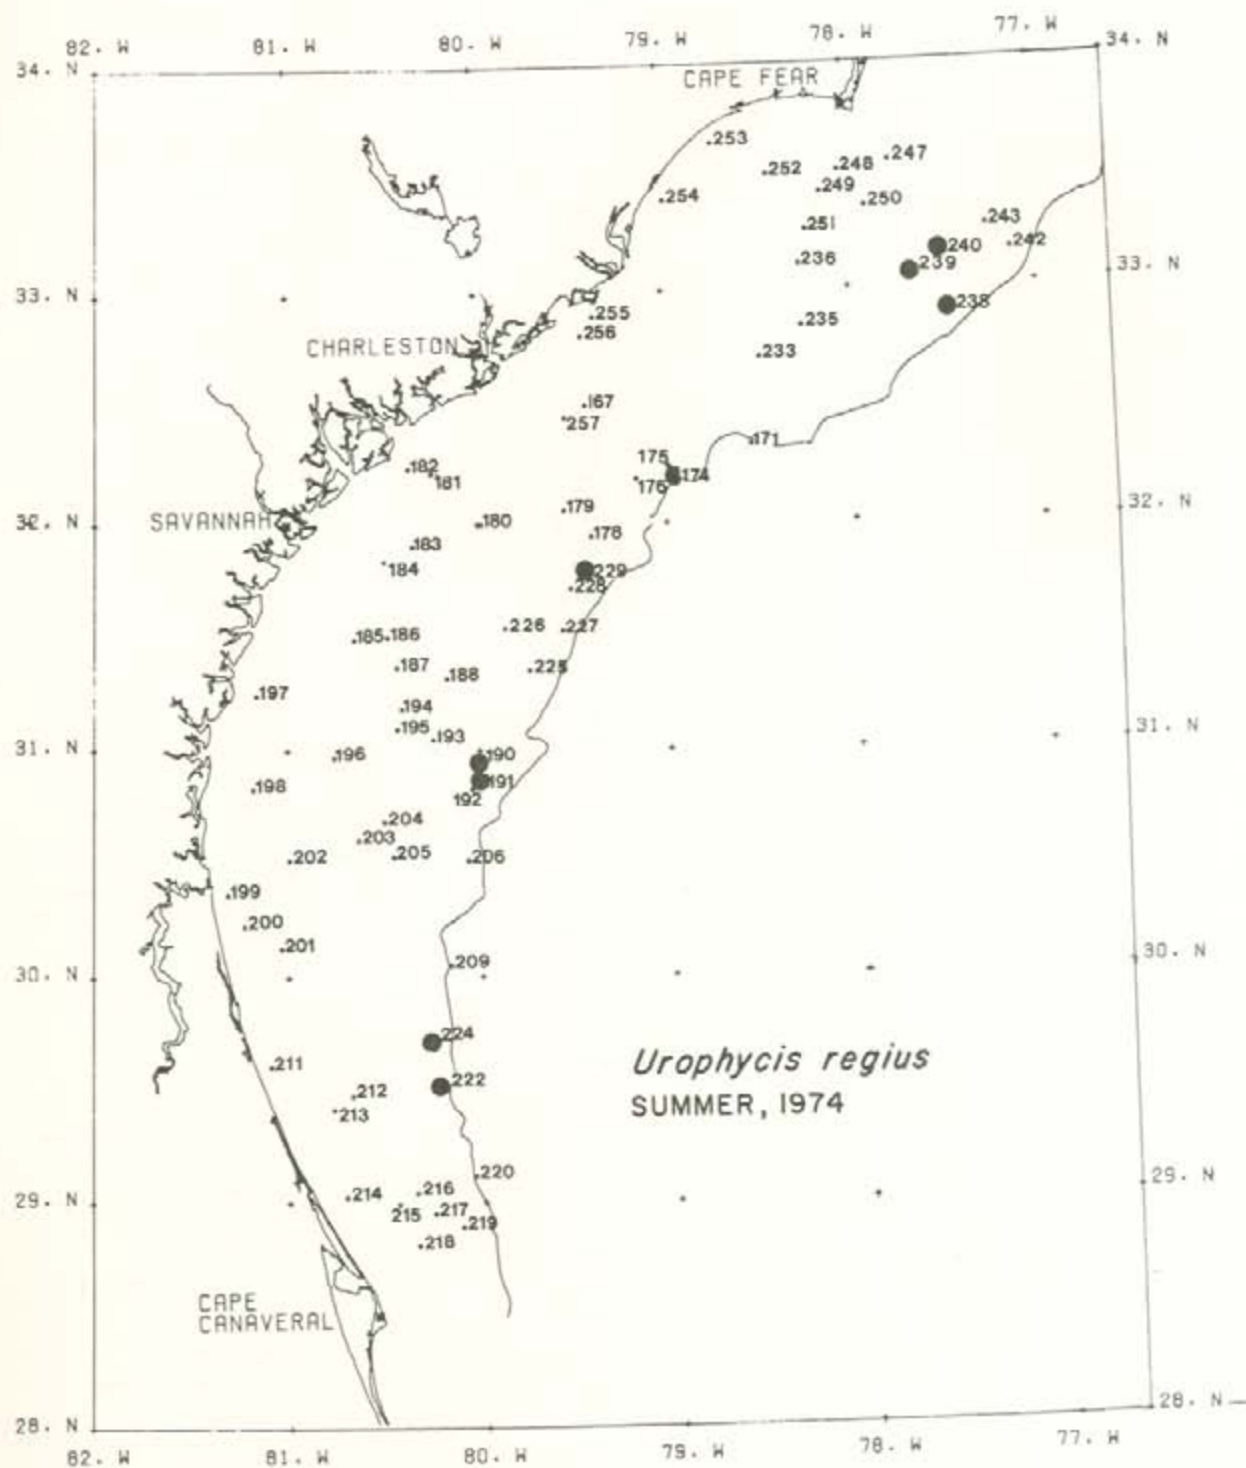 82. W 81. W 80. W 79. W 78. W 77. W
34. N 34. N
CAPE FEAR
.253
.252 .248 .247
.249
.254 .250
.251 .243
240 .242
.236 239
33. N 33. N
238
.255
.235
.256
CHARLESTON
.233
.167
.257
.171
175
.182 174
.181 176
.179
32. N 32. N
SAVANNAH .180
.178
.183
.184 229
.228
.226 .227
.185 .186
.187 .225
.188
.197
.194
.195
.193
31. N 31. N
.196 190
.198 191
192
.204
.203
.202 .205 .206
.199
.200
.201
.209
30. N 30. N
224
.211
222
.212
.213
Urophycis regius
SUMMER, 1974
.220
.214 .216
29. N 29. N
215 .217
.219
.218
CAPE
CANAVERAL
28. N 28. N
82. W 81. W 80. W 79. W 78. W 77. W